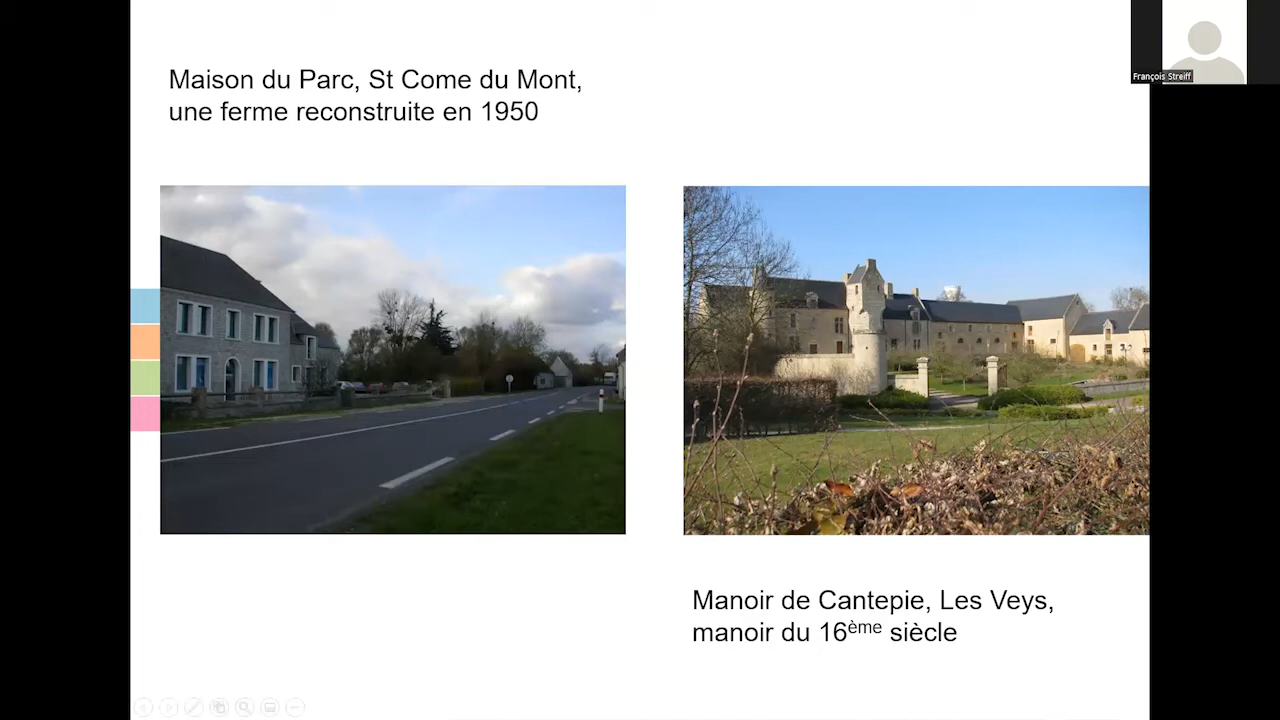 Maison du Parc, St Come du Mont,
une ferme reconstruite en 1950
François Streiff
Manoir de Cantepie, Les Veys,
manoir du 16ème siècle